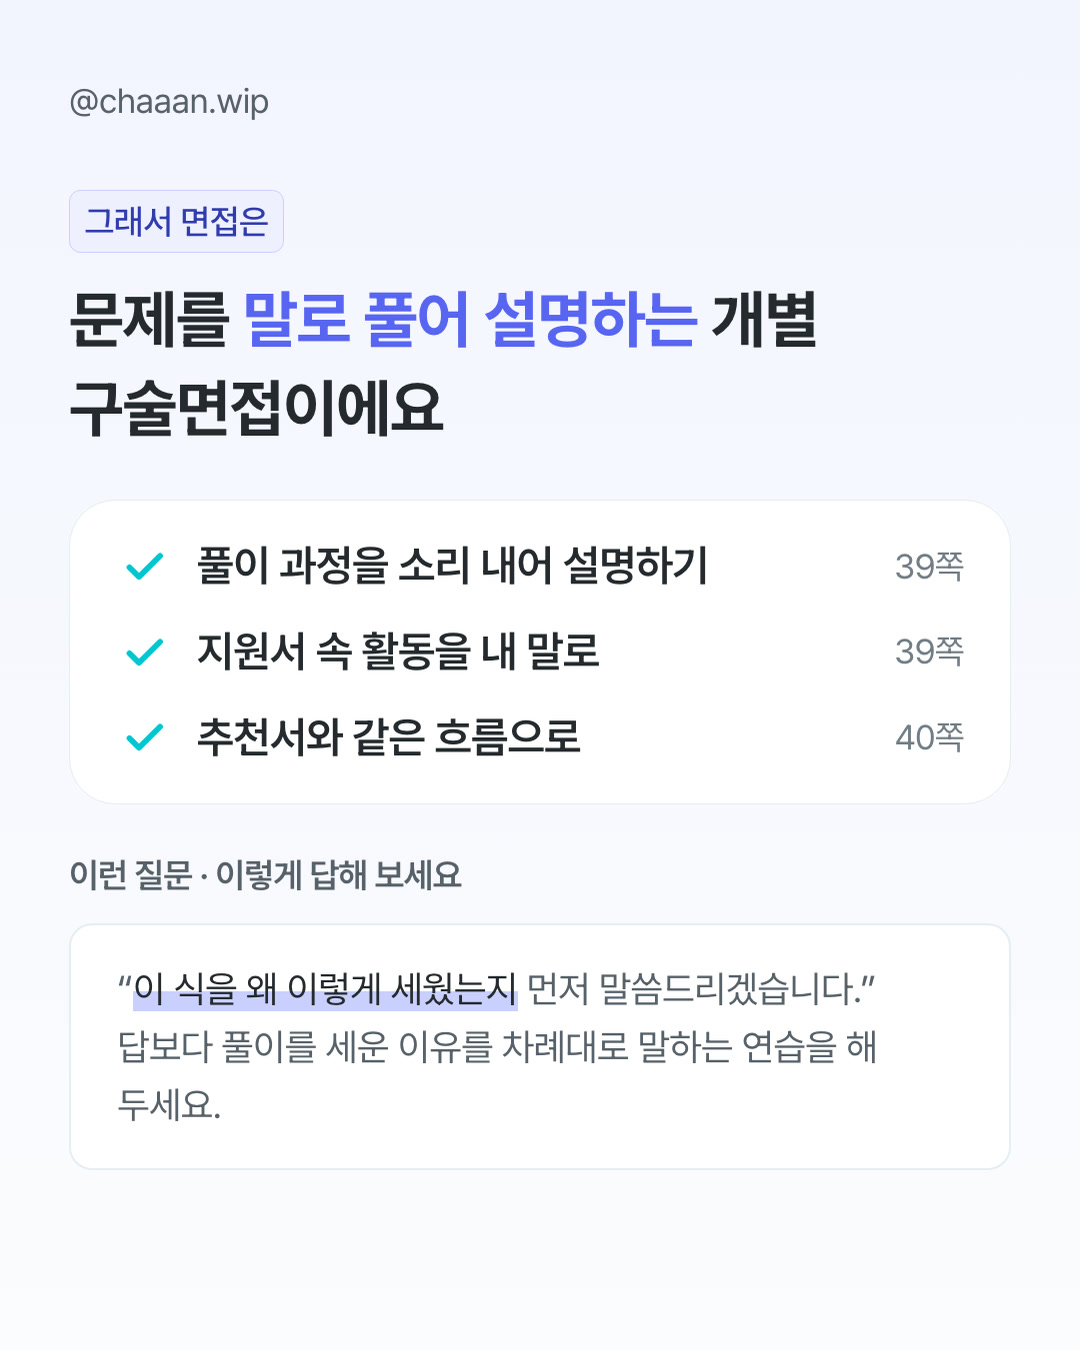 @chaaan.wip
그래서 면접은
문제를 말로 풀어 설명하는 개별
구술면접이에요
풀이 과정을 소리 내어 설명하기 39쪽
지원서 속 활동을 내 말로 39쪽
추천서와 같은 흐름으로 40쪽
이런 질문 · 이렇게 답해 보세요
“이 식을 왜 이렇게 세웠는지 먼저 말씀드리겠습니다.”
답보다 풀이를 세운 이유를 차례대로 말하는 연습을 해
두세요.